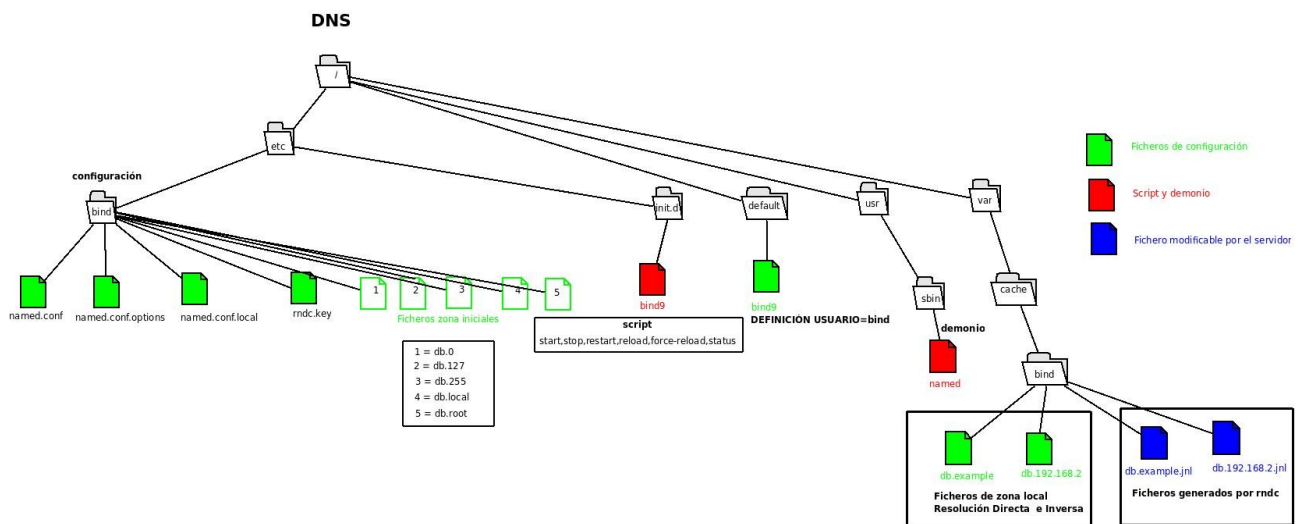 DNS
/
etc
configuración
bind
init.d
default
usr
var
Ficheros de configuración
Script y demonio
Fichero modificable por el servidor
named.conf
named.conf.options
named.conf.local
rndc.key
1
2
3
4
5
Ficheros zona iniciales
1 = db.0
2 = db.127
3 = db.255
4 = db.local
5 = db.root
bind9
script
start,stop,restart,reload,force-reload,status
bind9
DEFINICIÓN USUARIO=bind
sbin
demonio
named
cache
bind
db.example
db.192.168.2
Ficheros de zona local
Resolución Directa e Inversa
db.example.jnl
db.192.168.2.jnl
Ficheros generados por rndc